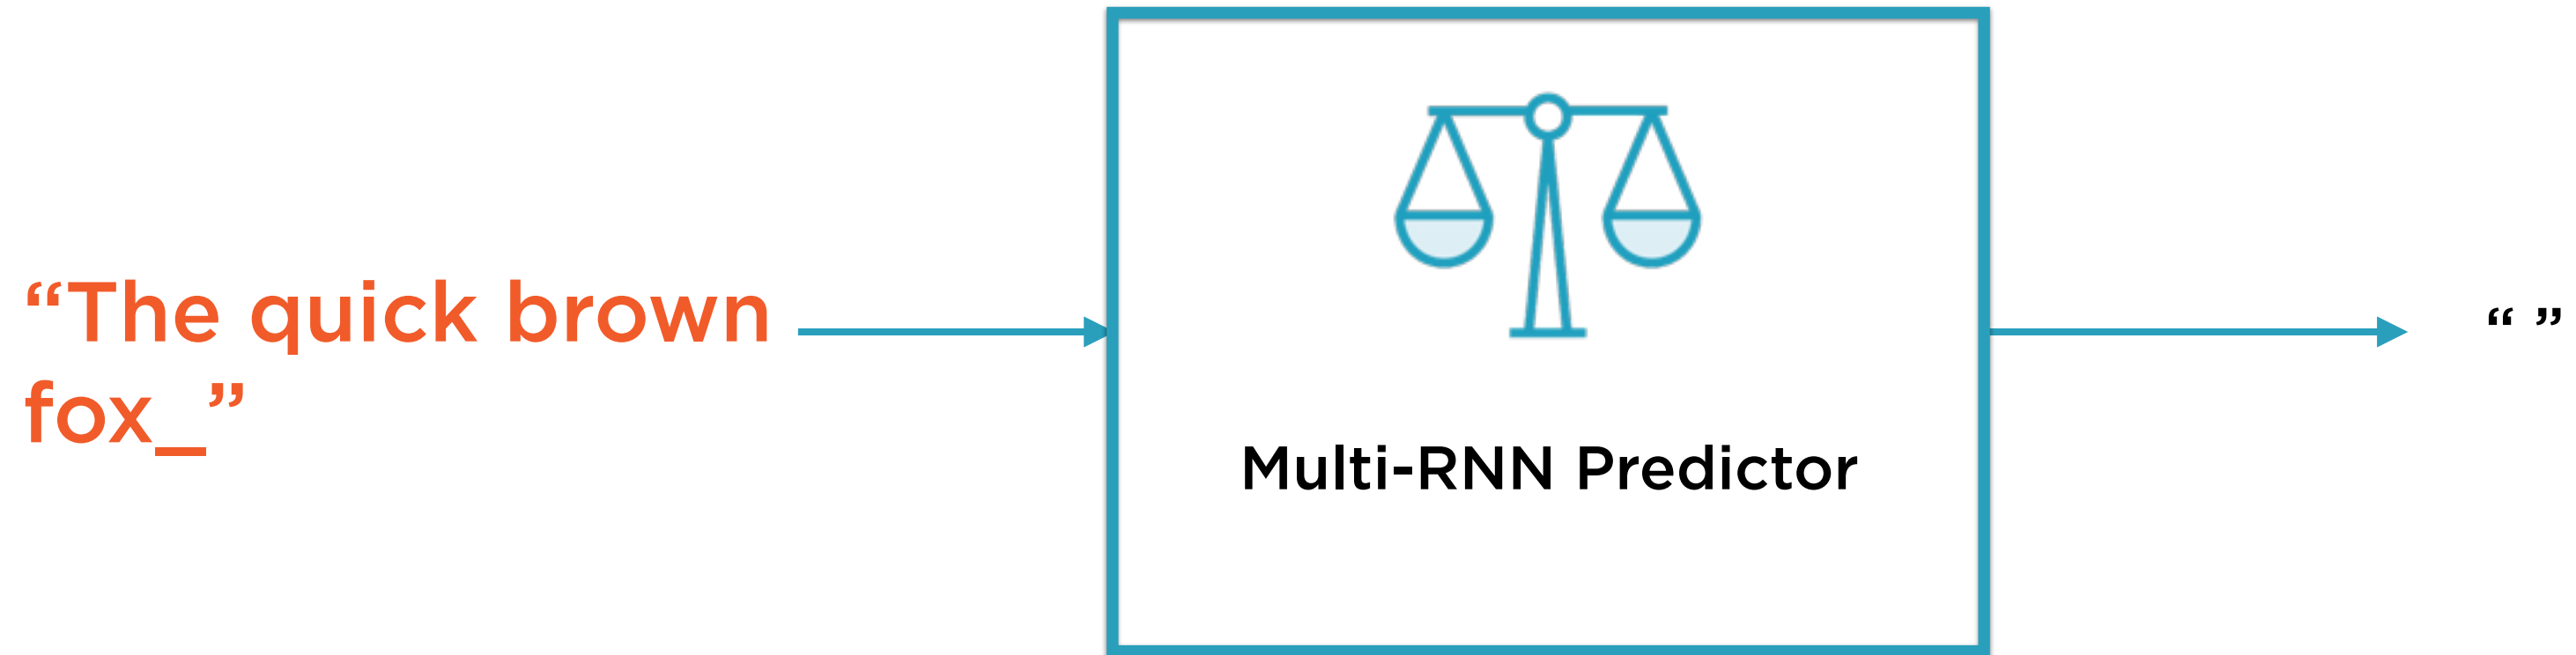 “The quick brown
fox_”
Multi-RNN Predictor
“ ”